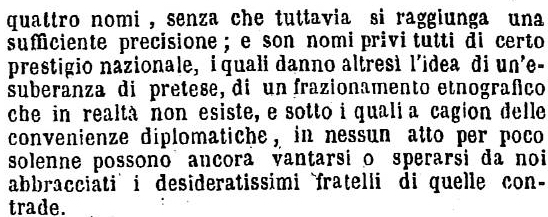 quattro nomi, senza che tuttavia si raggiunga una
sufficiente precisione; e son nomi privi tutti di certo
prestigio nazionale, i quali danno altresì l'idea di un'e-
suberanza di pretese, di un frazionamento etnografico
che in realtà non esiste, e sotto i quali a cagion delle
convenienze diplomatiche, in nessun atto per poco
solenne possono ancora vantarsi o sperarsi da noi
abbracciati i desideratissimi fratelli di quelle con-
trade.